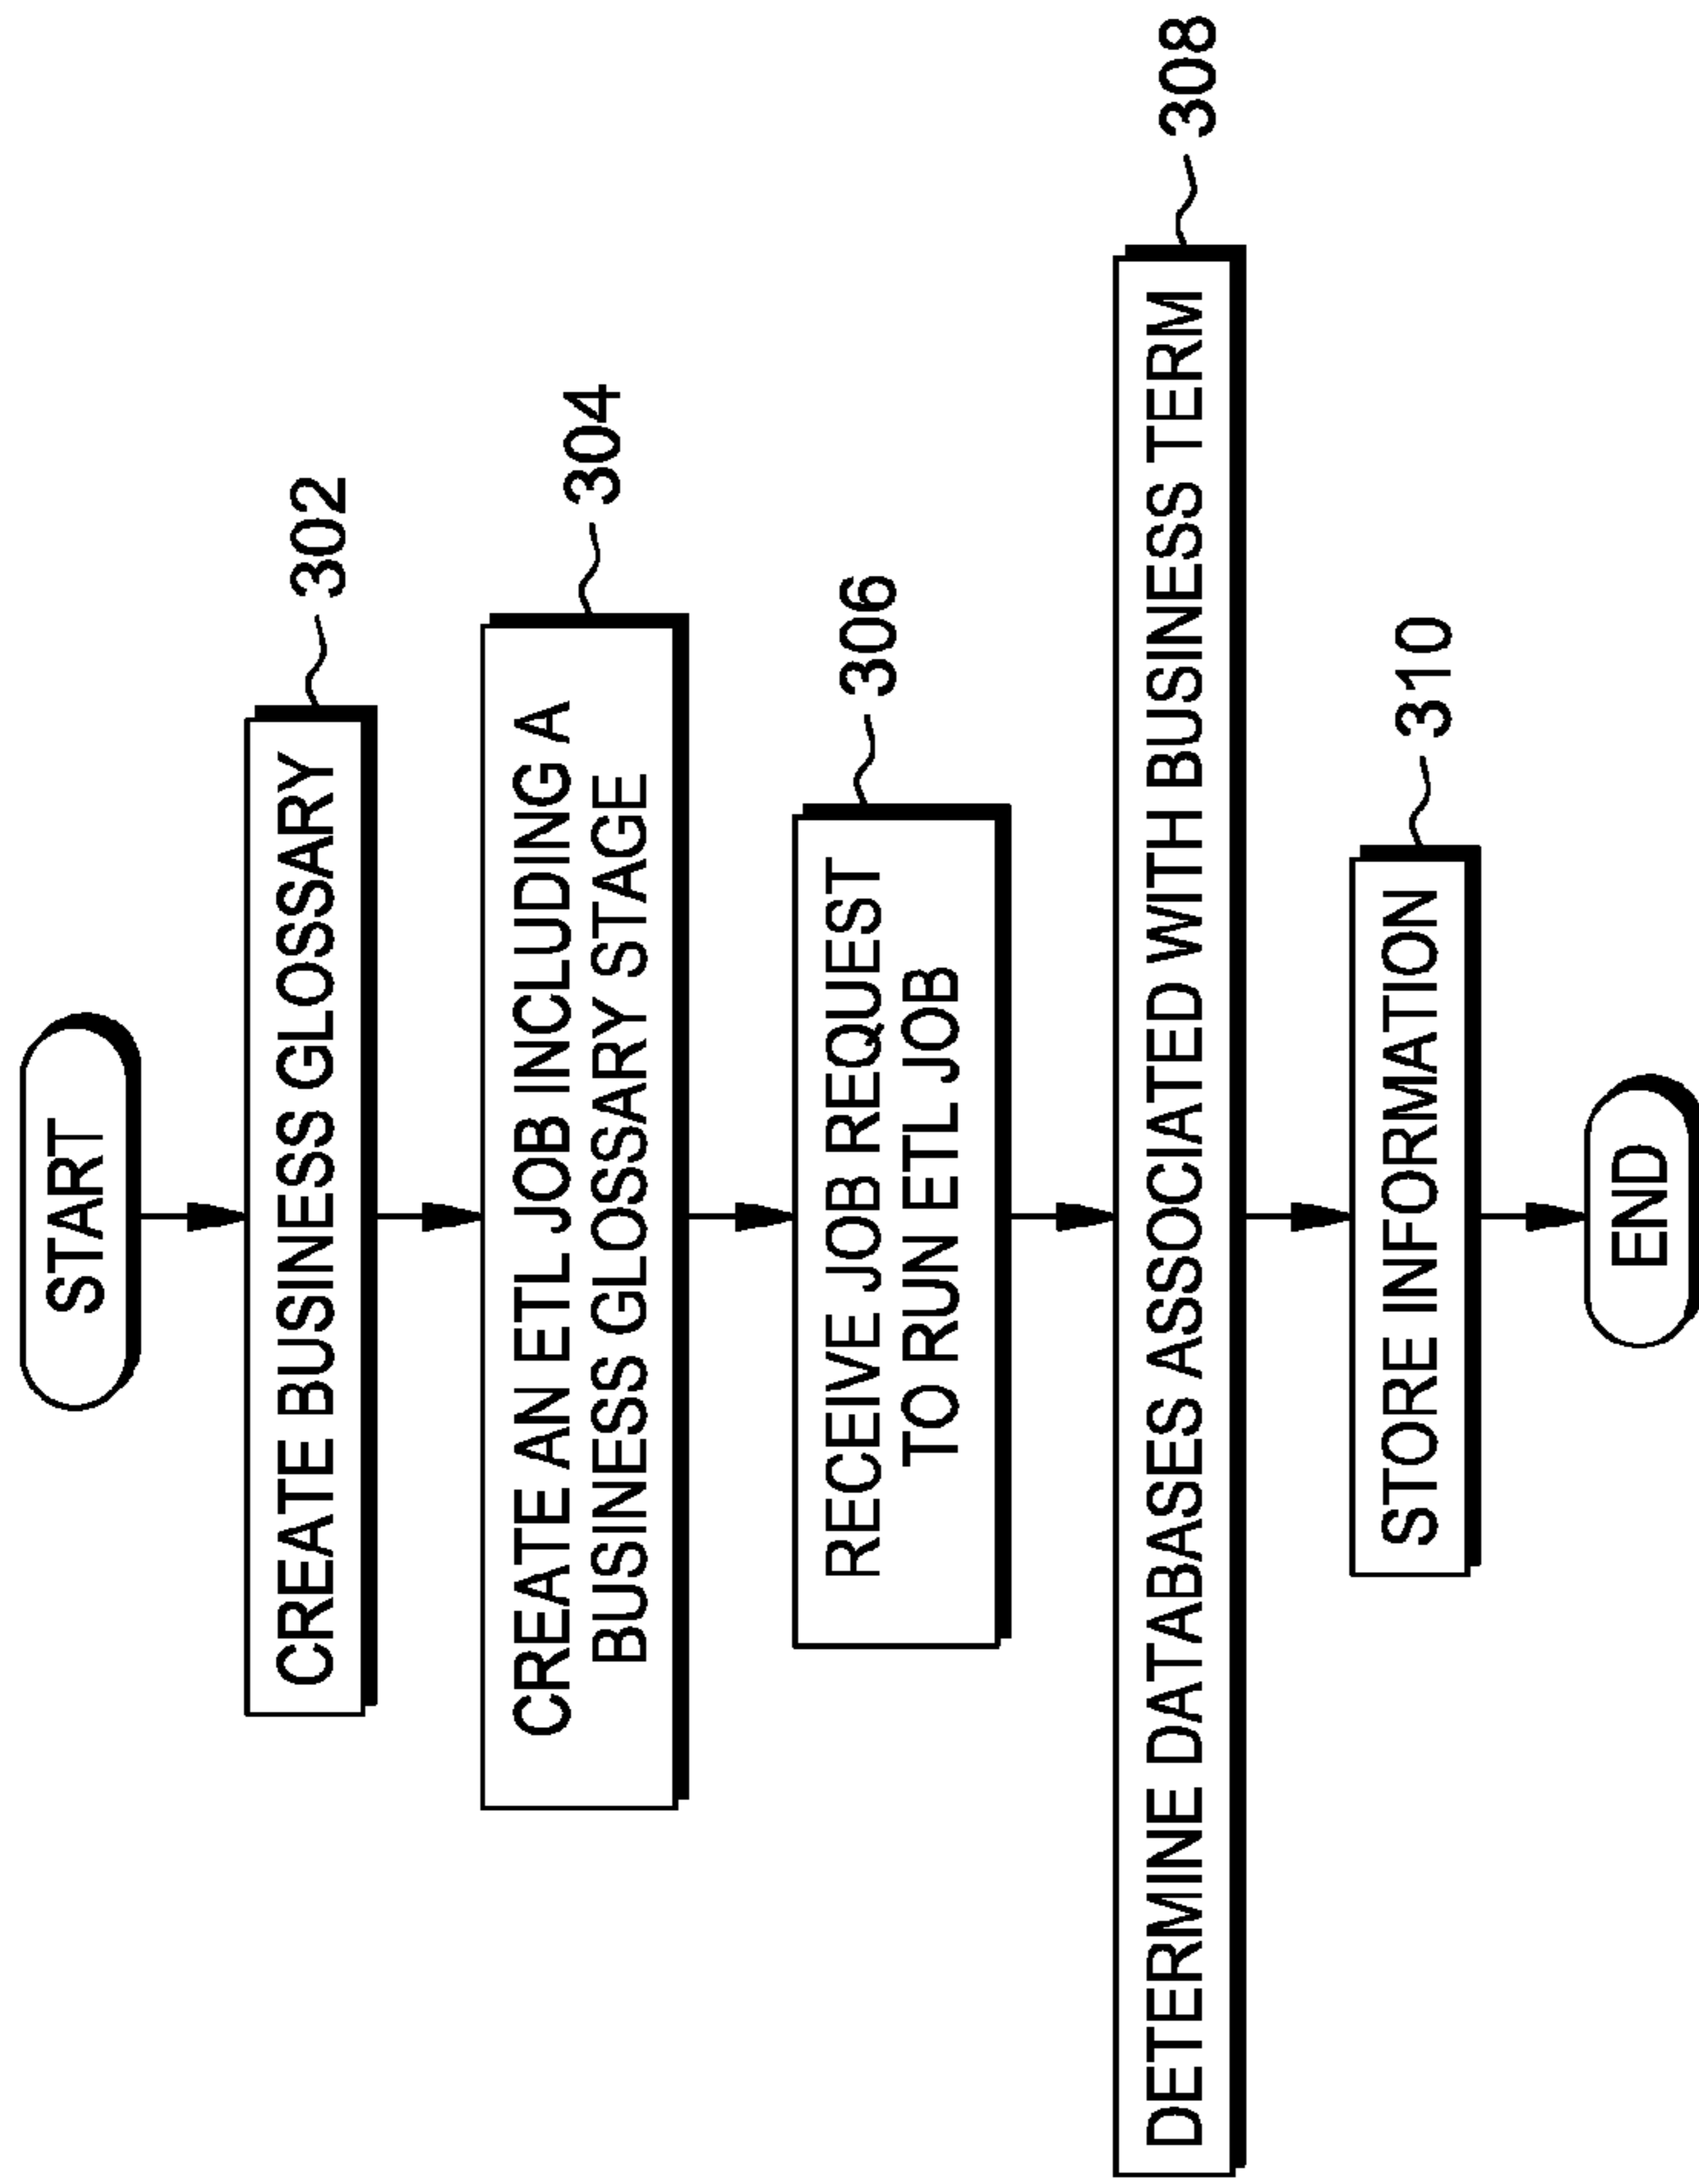 START
CREATE BUSINESS GLOSSARY
302
CREATE AN ETL JOB INCLUDING A
BUSINESS GLOSSARY STAGE
304
RECEIVE JOB REQUEST
TO RUN ETL JOB
306
DETERMINE DATABASES ASSOCIATED WITH BUSINESS TERM
308
STORE INFORMATION
310
END